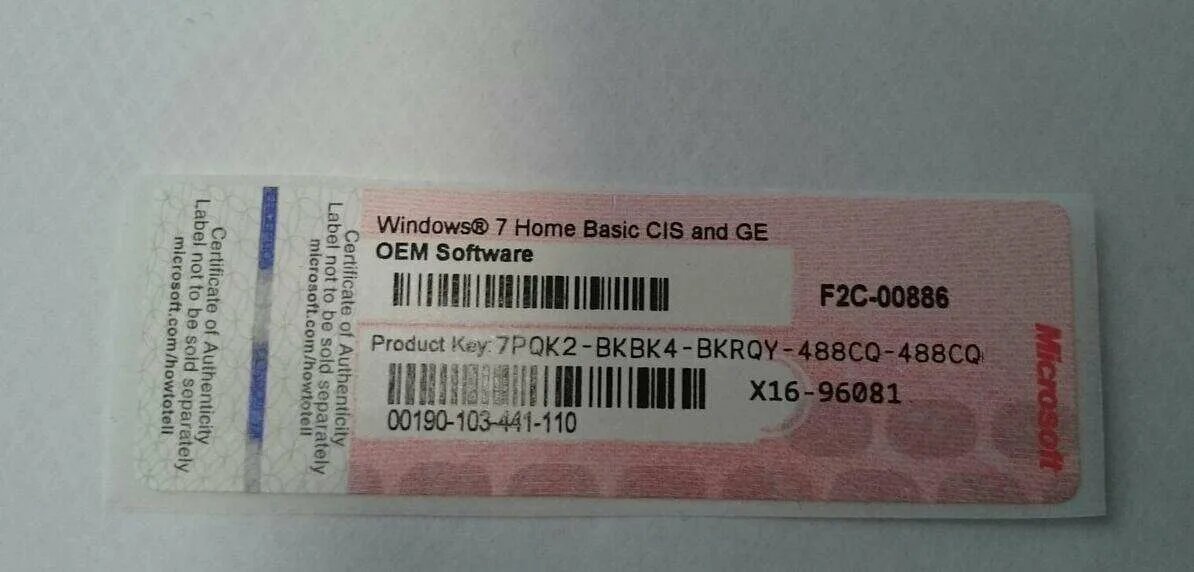 Certificate of Authenticity
Label not to be sold separately
microsoft.com/howtotell
Certificate of Authenticity
Label not to be sold separately
microsoft.com/howtotell
Windows® 7 Home Basic CIS and GE
OEM Software
F2C-00886
Product Key: 7PQK2-BKBK4-BKRQY-488CQ-488CQ
X16-96081
00190-103-441-110
Microsoft